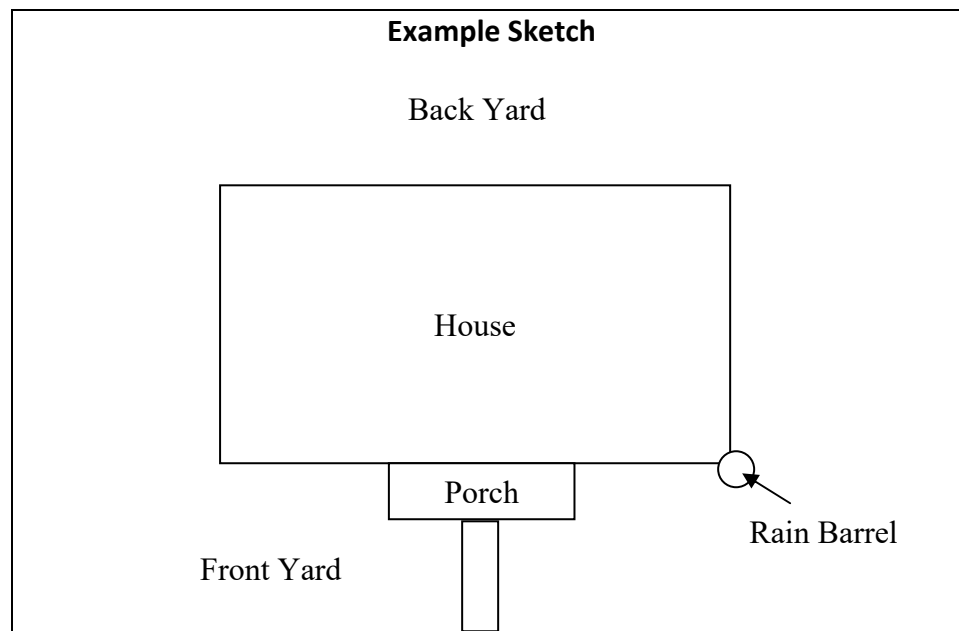 Example Sketch
Back Yard
House
Porch
Rain Barrel
Front Yard